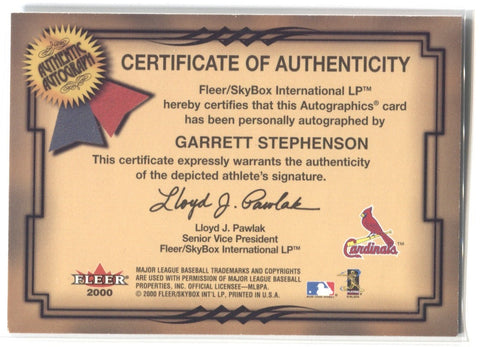 AUTHENTIC
AUTOGRAPH
CERTIFICATE OF AUTHENTICITY
Fleer/SkyBox International LP™
hereby certifies that this Autographics® card
has been personally autographed by
GARRETT STEPHENSON
This certificate expressly warrants the authenticity
of the depicted athlete's signature.
Lloyd J. Pawlak
Lloyd J. Pawlak
Senior Vice President
Fleer/SkyBox International LP™
Cardinals™
FLEER
2000
MAJOR LEAGUE BASEBALL TRADEMARKS AND COPYRIGHTS
ARE USED WITH PERMISSION OF MAJOR LEAGUE BASEBALL
PROPERTIES, INC. OFFICIAL LICENSEE—MLBPA.
© 2000 FLEER/SKYBOX INT'L LP, PRINTED IN U.S.A.